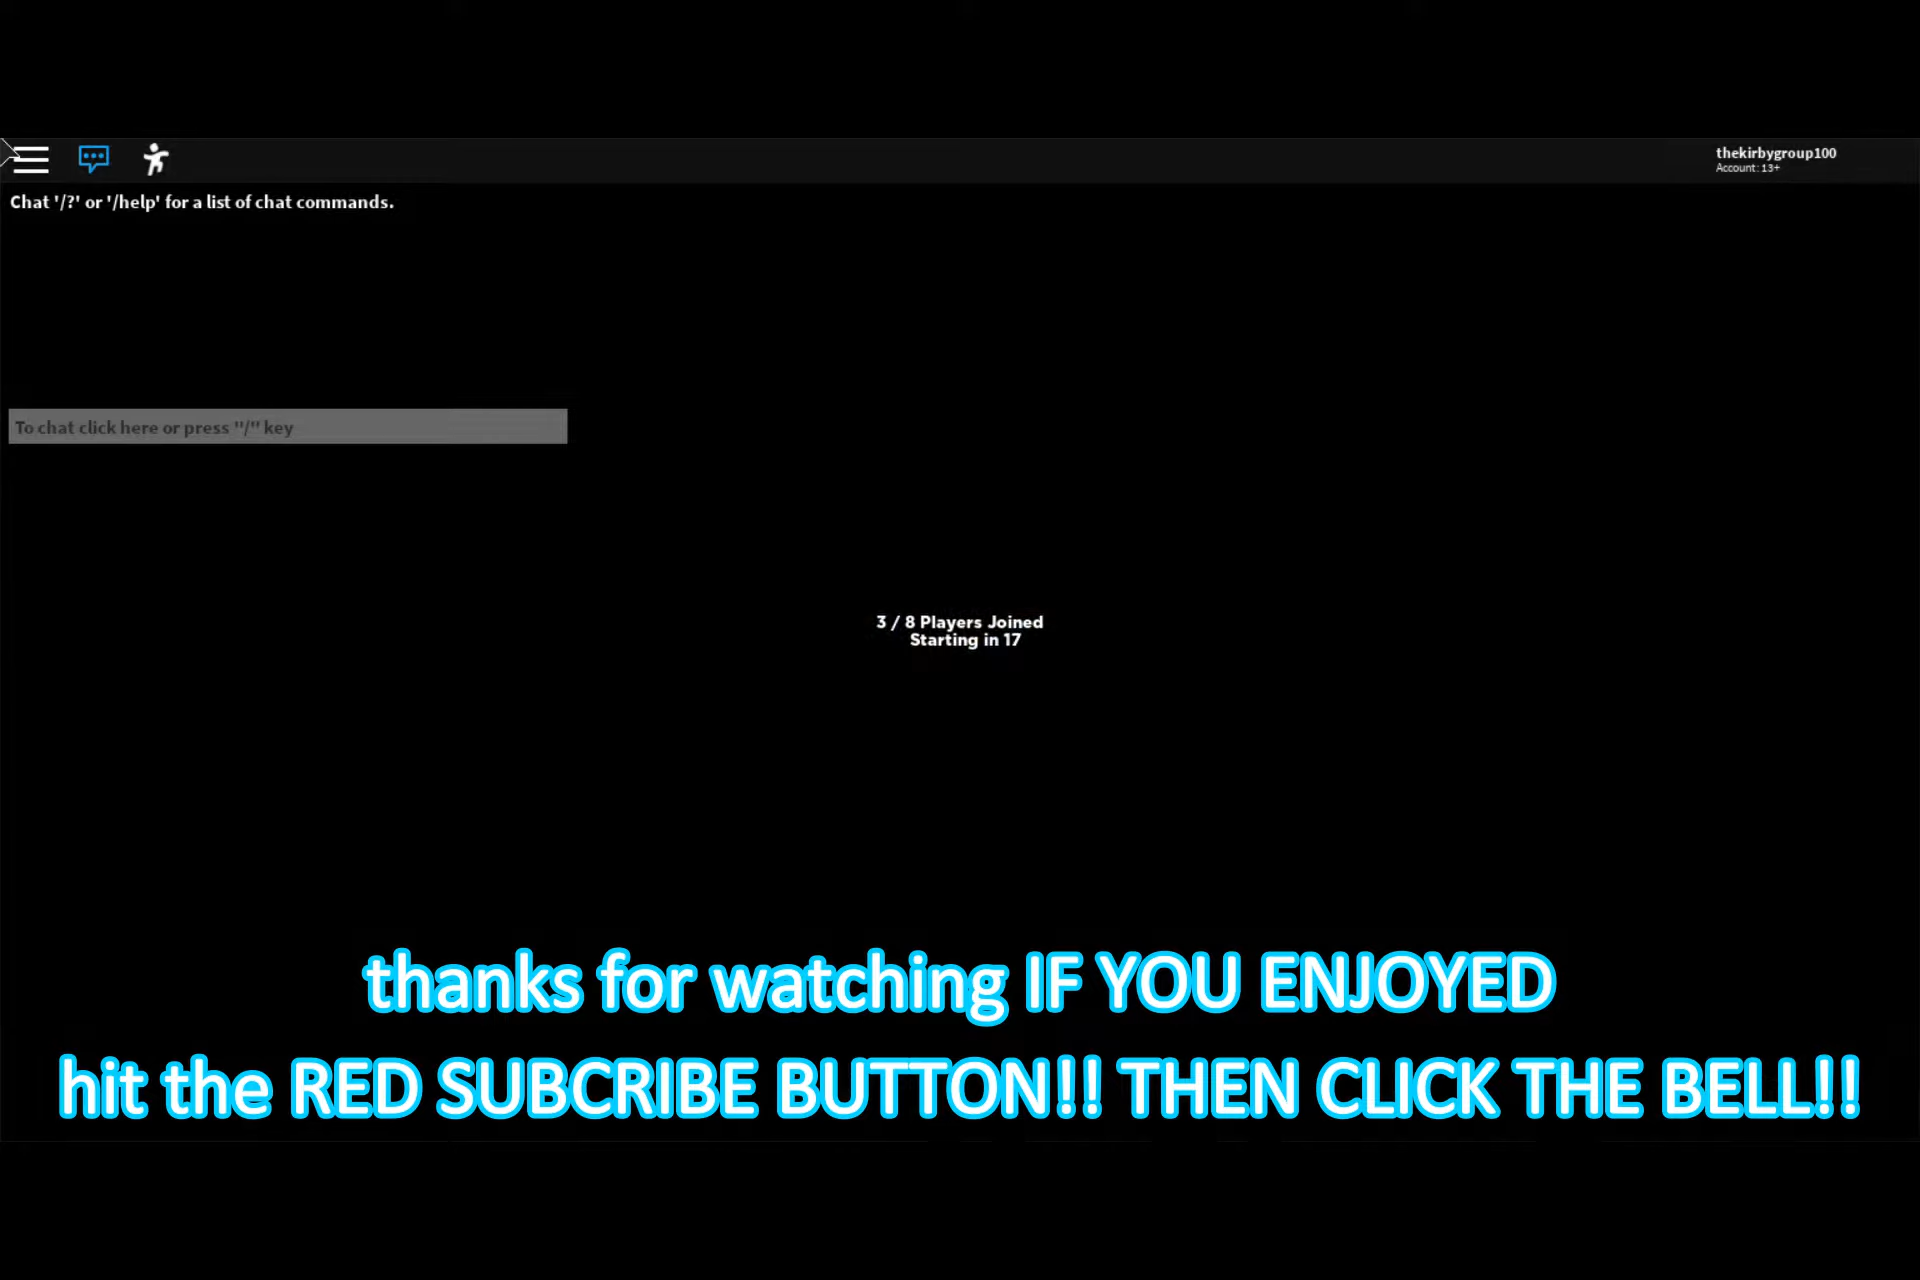 thekirbygroup100
Account: 13+
Chat '/?' or '/help' for a list of chat commands.
To chat click here or press "/" key
3 / 8 Players Joined
Starting in 17
thanks for watching IF YOU ENJOYED
hit the RED SUBCRIBE BUTTON!! THEN CLICK THE BELL!!